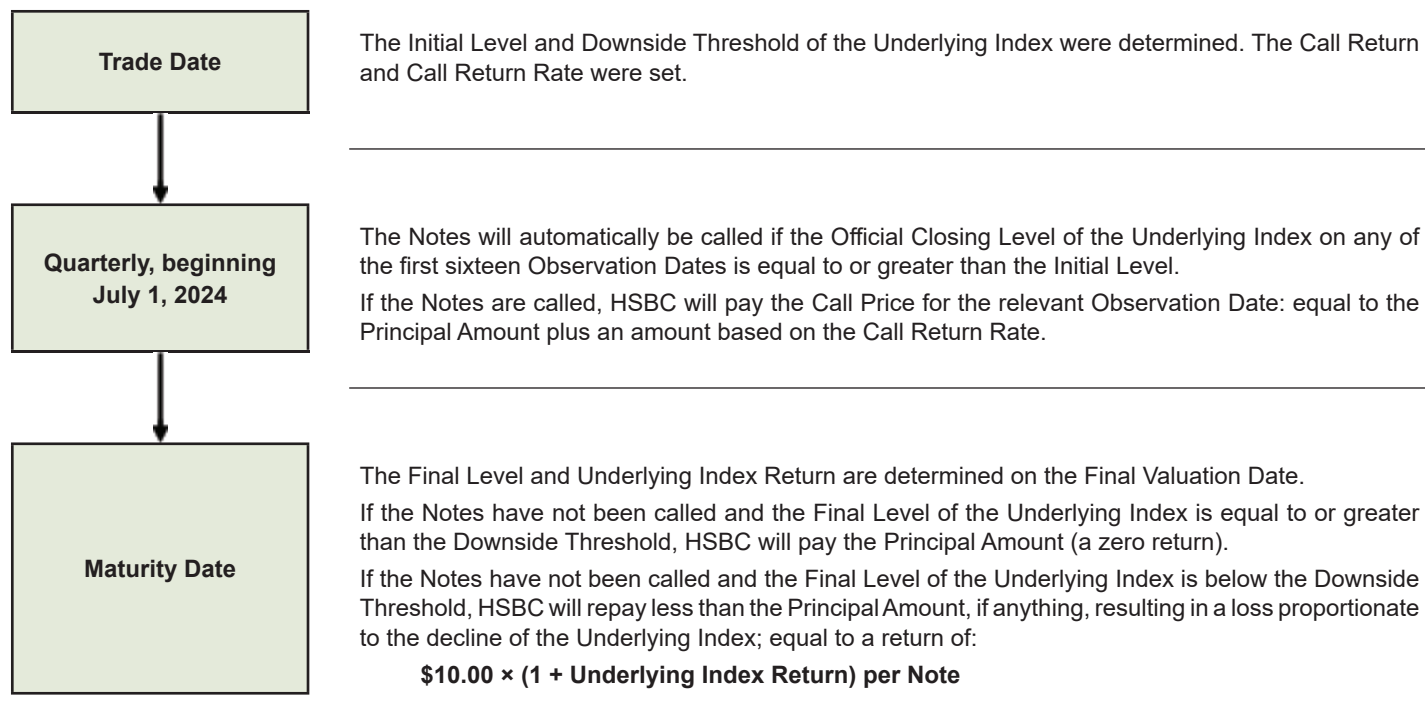 Trade Date
The Initial Level and Downside Threshold of the Underlying Index were determined. The Call Return
and Call Return Rate were set.
Quarterly, beginning
July 1, 2024
The Notes will automatically be called if the Official Closing Level of the Underlying Index on any of
the first sixteen Observation Dates is equal to or greater than the Initial Level.
If the Notes are called, HSBC will pay the Call Price for the relevant Observation Date: equal to the
Principal Amount plus an amount based on the Call Return Rate.
Maturity Date
The Final Level and Underlying Index Return are determined on the Final Valuation Date.
If the Notes have not been called and the Final Level of the Underlying Index is equal to or greater
than the Downside Threshold, HSBC will pay the Principal Amount (a zero return).
If the Notes have not been called and the Final Level of the Underlying Index is below the Downside
Threshold, HSBC will repay less than the Principal Amount, if anything, resulting in a loss proportionate
to the decline of the Underlying Index; equal to a return of:
$10.00 × (1 + Underlying Index Return) per Note